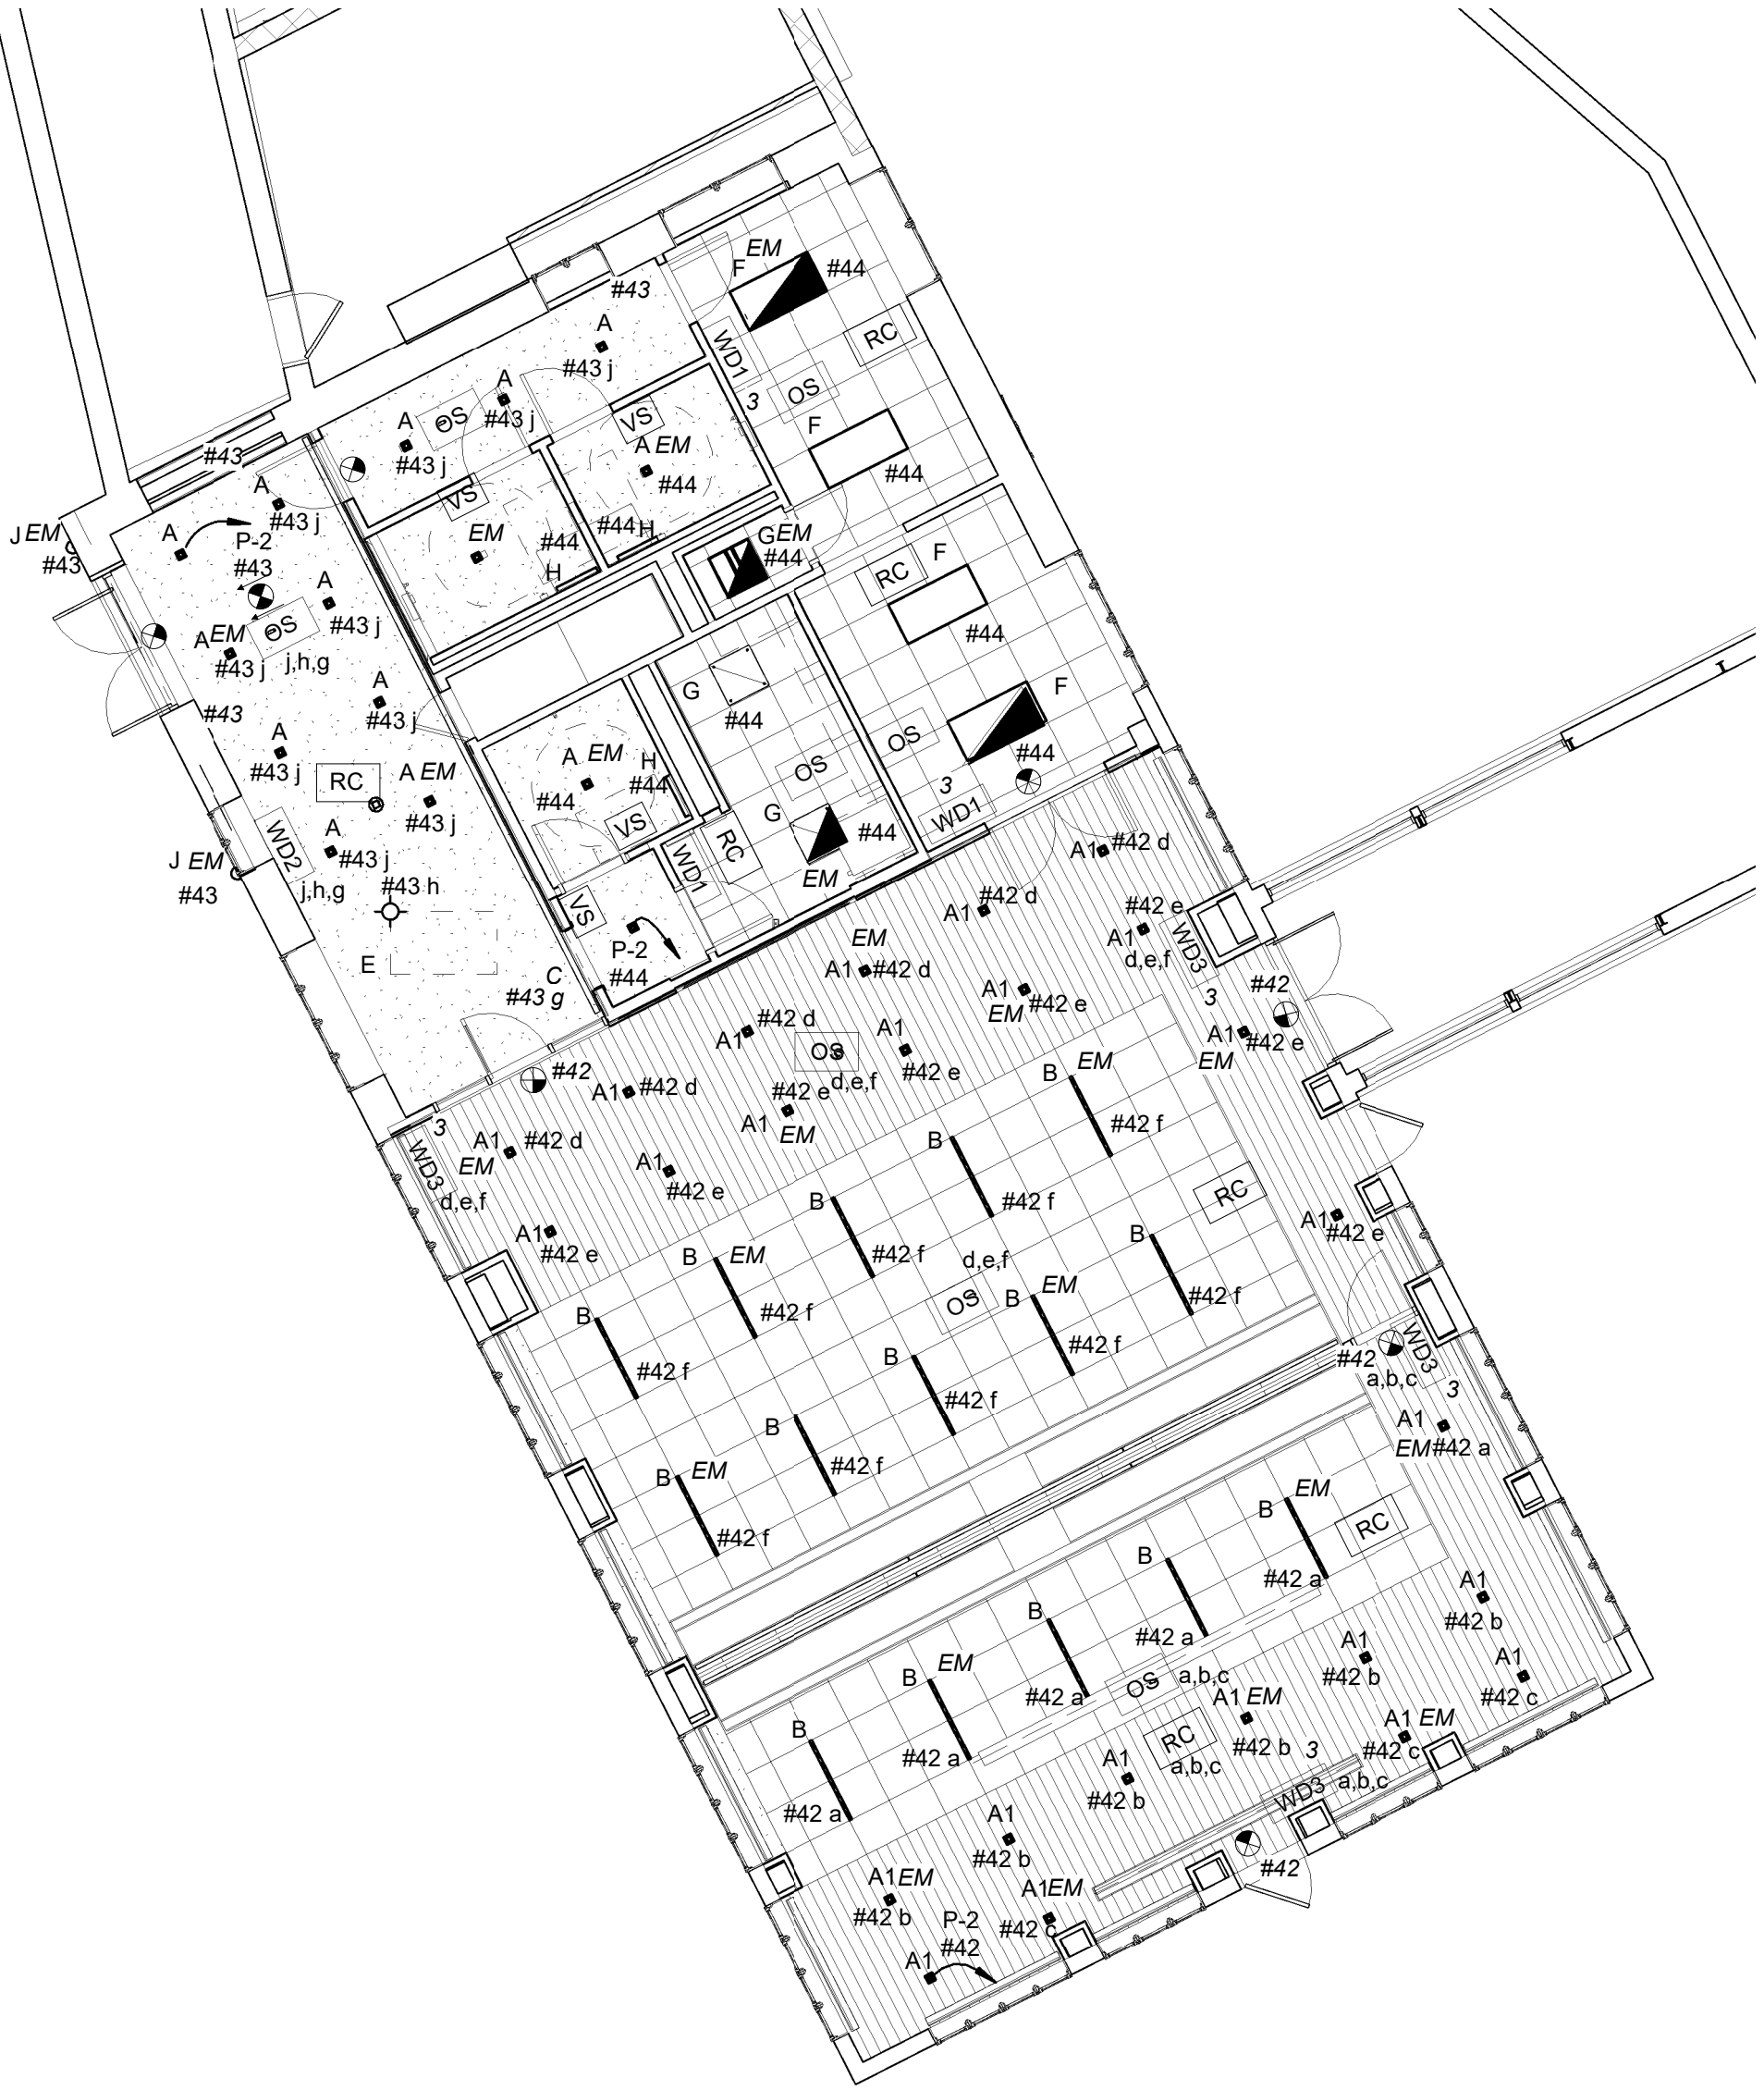 EM
F
#44
#43
RC
A
WD1
#43 j
OS
3
A
A
#43 j
OS
VS
F
#43 j
A EM
#44
#43
#44
VS
A
#43 j
EM
#44
H
G EM
#44
#44
H
J EM
#43
A
P-2
#43
F
RC
#44
A
#43 j
OS
j,h,g
A EM
#43 j
G
#44
F
#44
A
#43 j
#43
A
#43 j
OS
OS
3
WD1
A EM
#44
H
#44
VS
G
#44
EM
RC
WD1
RC
A EM
#43 j
WD2
j,h,g
A
#43 j
J EM
#43
#43 h
E
VS
P-2
#44
C
#43 g
A1
#42 d
A1
#42 d
#42 e
A1
d,e,f
WD3
3
#42
EM
A1
#42 d
A1
EM
#42 e
A1
#42 e
EM
#42 d
A1
OS
d,e,f
A1
#42 e
#42
A1
#42 d
#42 e
A1
EM
B
EM
#42 f
3
WD3
d,e,f
A1
EM
#42 d
A1
#42 e
A1
#42 e
B
#42 f
RC
A1
#42 e
B
#42 f
B
EM
#42 f
B
#42 f
d,e,f
OS
B
#42 f
B
EM
#42 f
B
#42 f
B
#42 f
B
EM
#42 f
#42
WD3
a,b,c
3
A1
EM
#42 a
B
EM
#42 a
RC
B
#42 a
B
#42 a
B
EM
#42 a
B
#42 a
OS
a,b,c
RC
a,b,c
A1
#42 b
A1
#42 b
A1
#42 c
A1 EM
#42 b
A1 EM
#42 c
3
WD3
a,b,c
A1
#42 b
A1
#42 b
#42
A1 EM
#42 b
A1 EM
#42 c
P-2
#42
A1